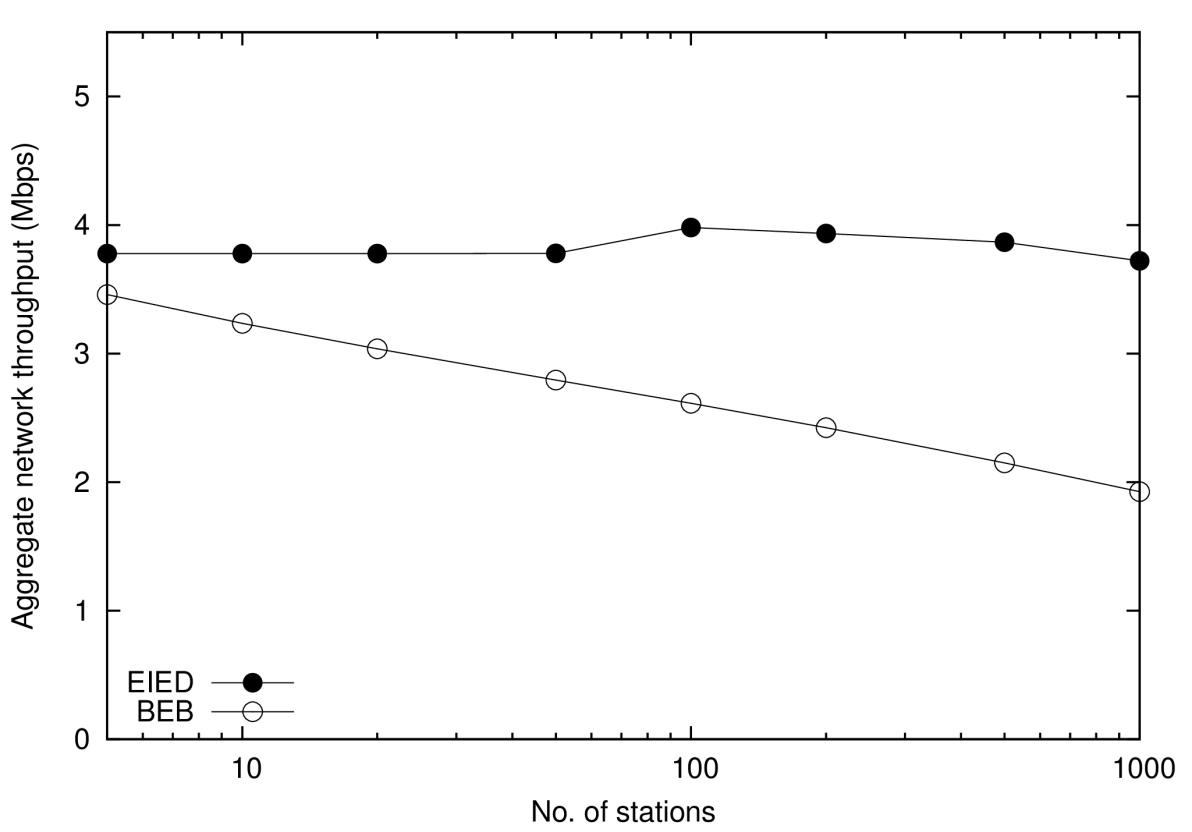 Aggregate network throughput (Mbps)
5
4
3
2
1
0
EIED
BEB
10 100 1000
No. of stations